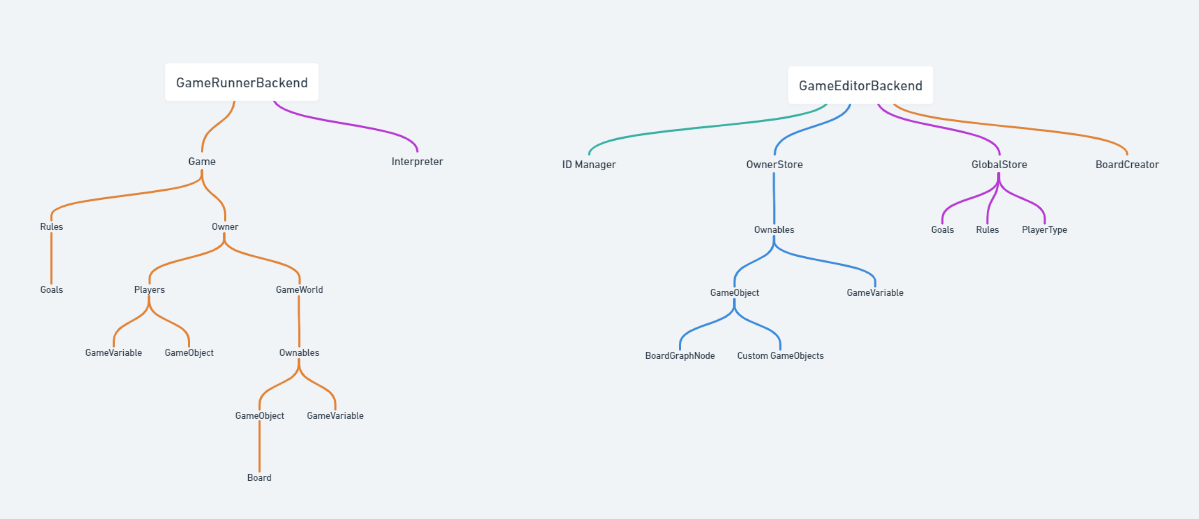 GameRunnerBackend
GameEditorBackend
Game
Interpreter
ID Manager
OwnerStore
GlobalStore
BoardCreator
Rules
Owner
Ownables
Goals
Rules
PlayerType
Goals
Players
GameWorld
GameObject
GameVariable
GameVariable
GameObject
Ownables
BoardGraphNode
Custom GameObjects
GameObject
GameVariable
Board